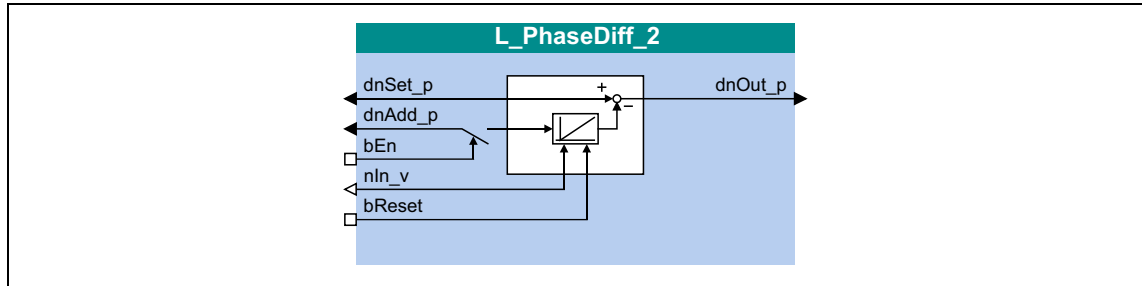 L_PhaseDiff_2
dnSet_p
dnOut_p
+
−
dnAdd_p
bEn
nIn_v
bReset